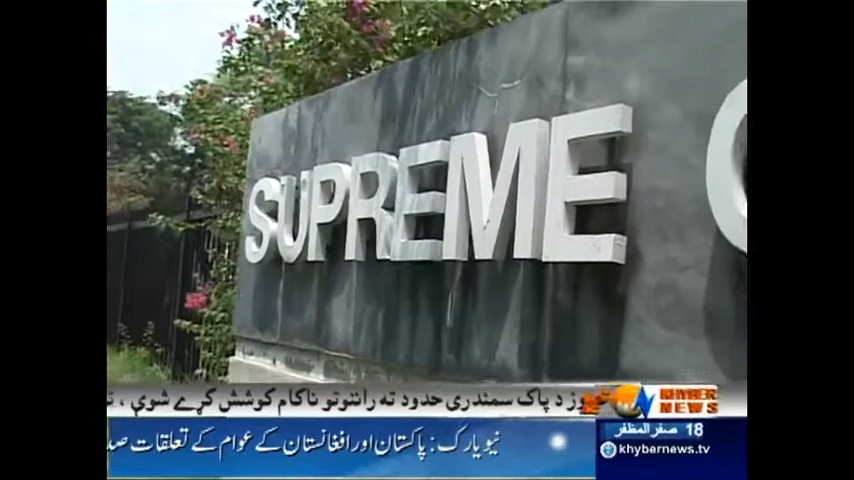 SUPREME
د پاک سمندری حدود ته راننوتو ناکام کوشش کړے شوې ،
KHYBER
NEWS
نیویارک: پاکستان اور افغانستان کے عوام کے تعلقات
18 صفر المظفر
khybernews.tv